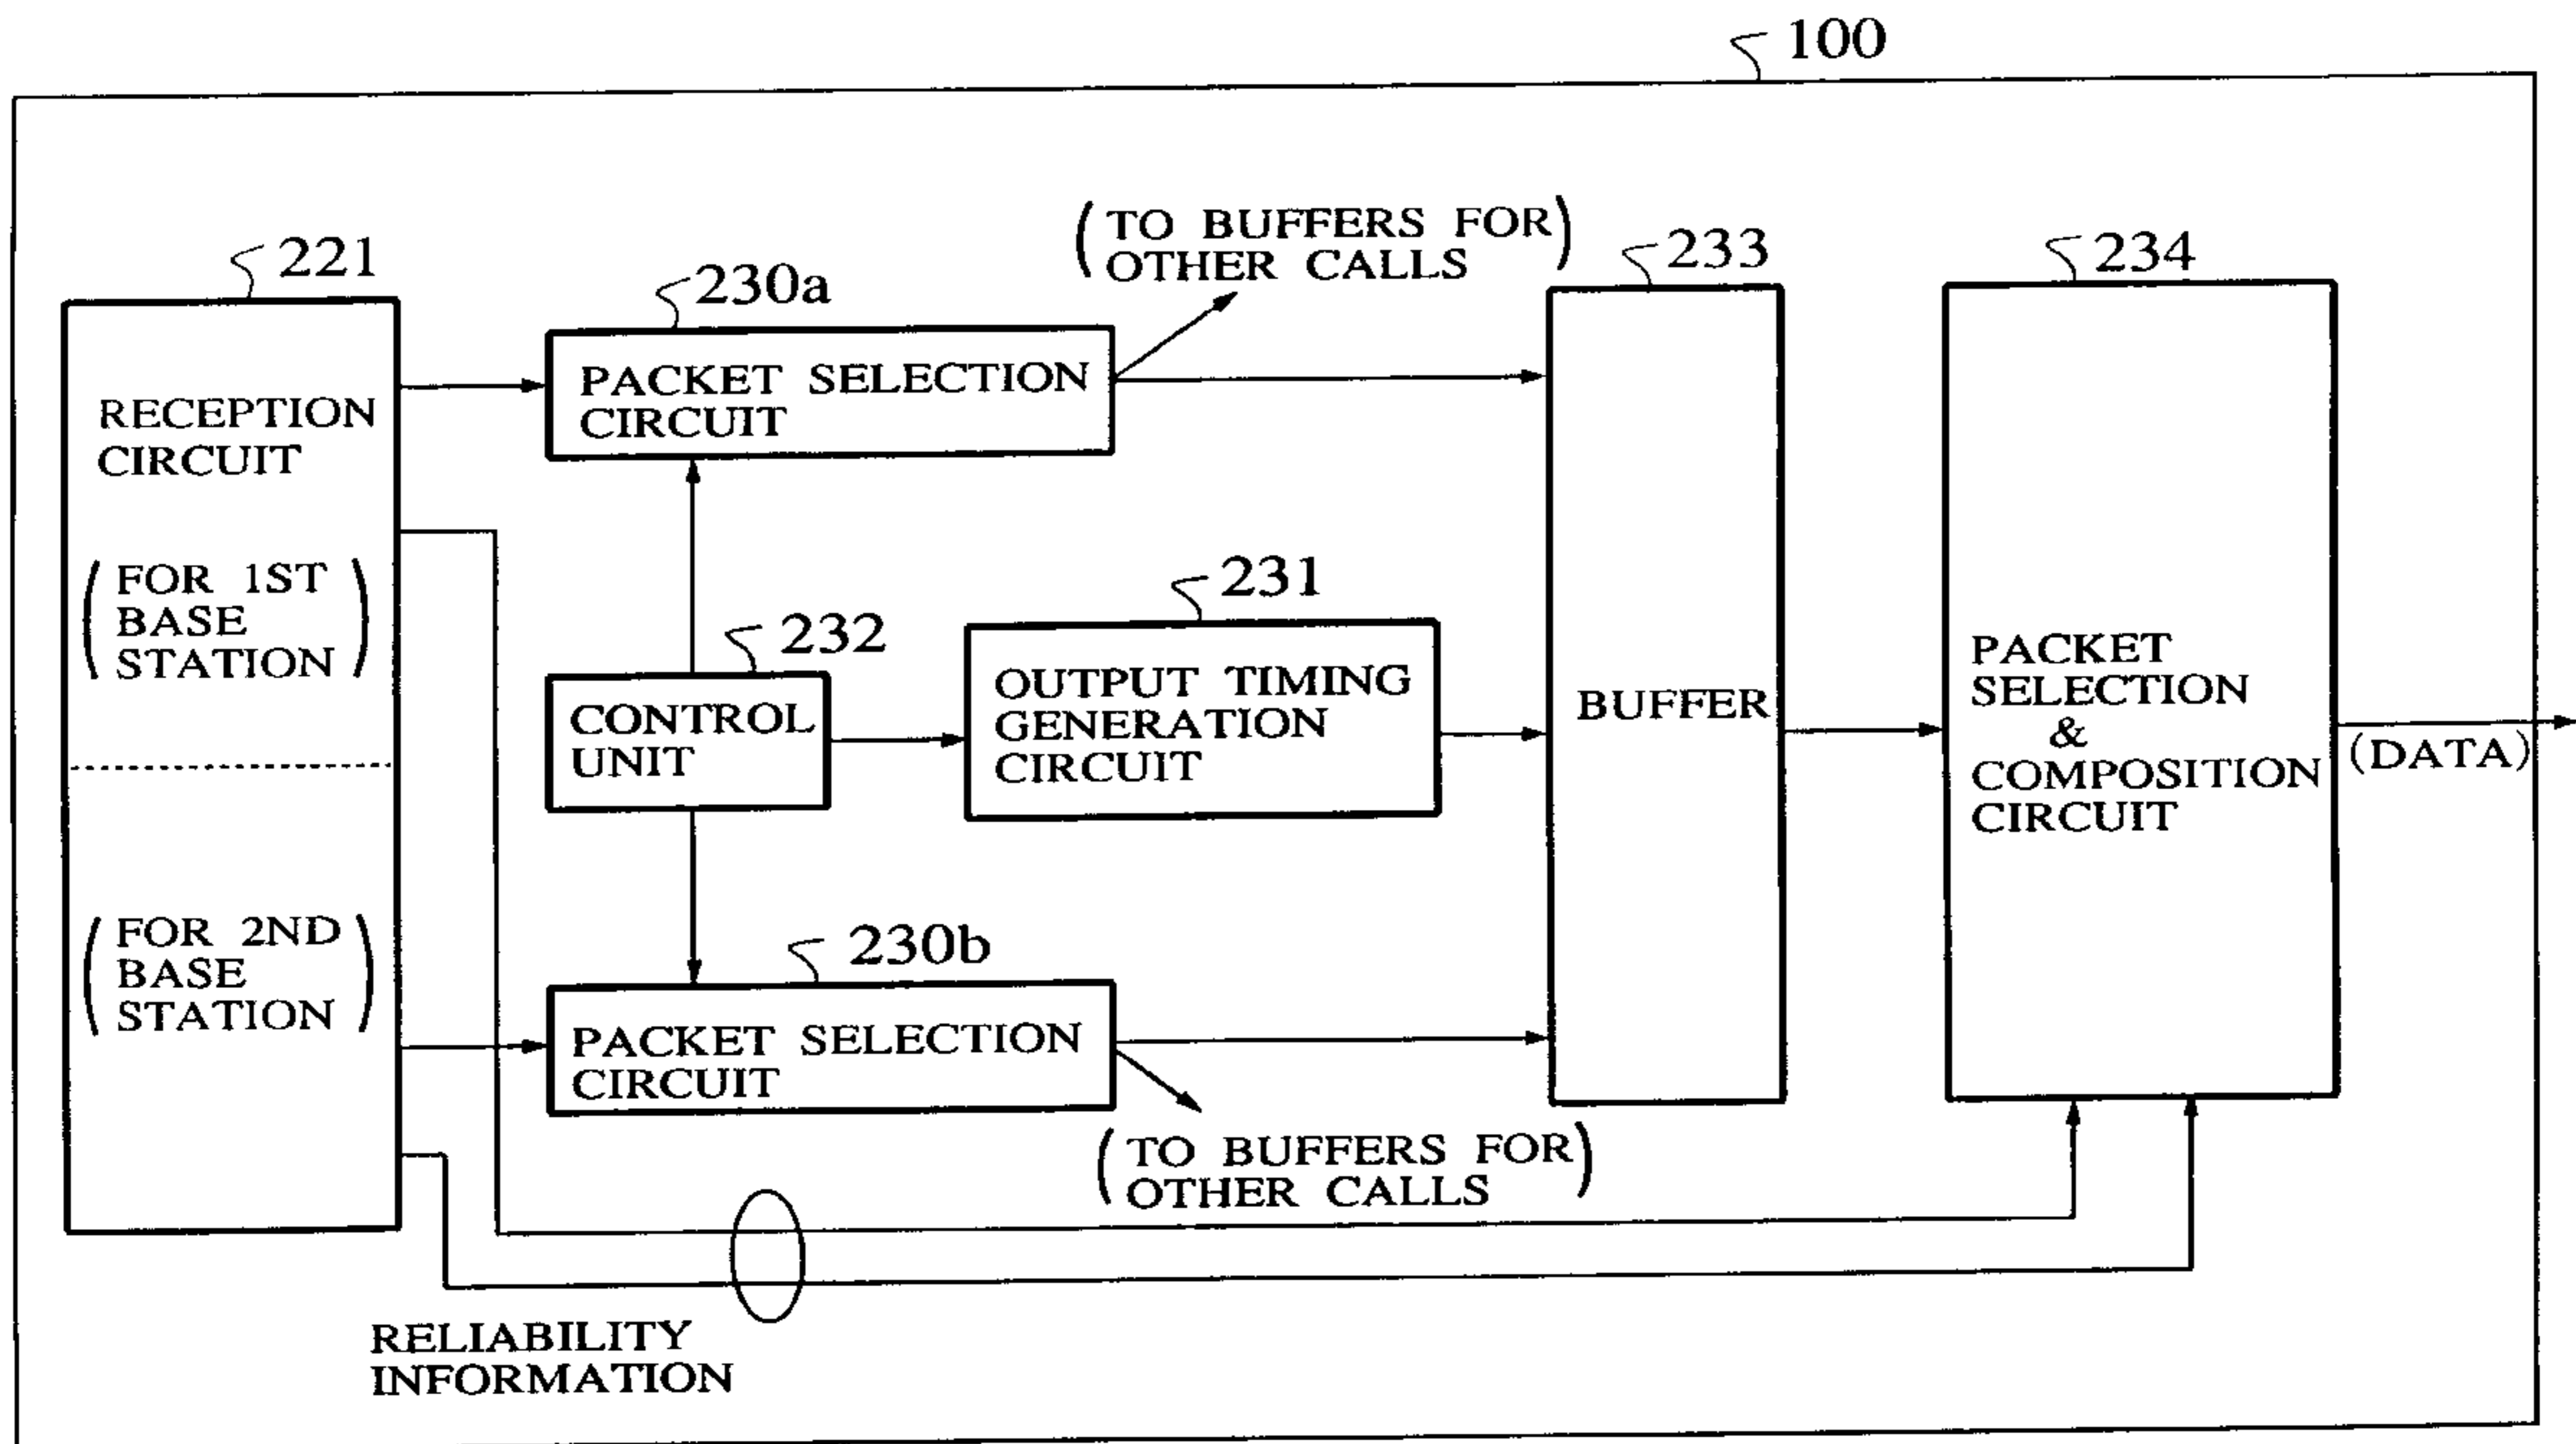 100
221
RECEPTION
CIRCUIT
(FOR 1ST
BASE
STATION)
(FOR 2ND
BASE
STATION)
230a
PACKET SELECTION
CIRCUIT
(TO BUFFERS FOR
OTHER CALLS)
232
CONTROL
UNIT
231
OUTPUT TIMING
GENERATION
CIRCUIT
230b
PACKET SELECTION
CIRCUIT
(TO BUFFERS FOR
OTHER CALLS)
233
BUFFER
234
PACKET
SELECTION
&
COMPOSITION
CIRCUIT
(DATA)
RELIABILITY
INFORMATION